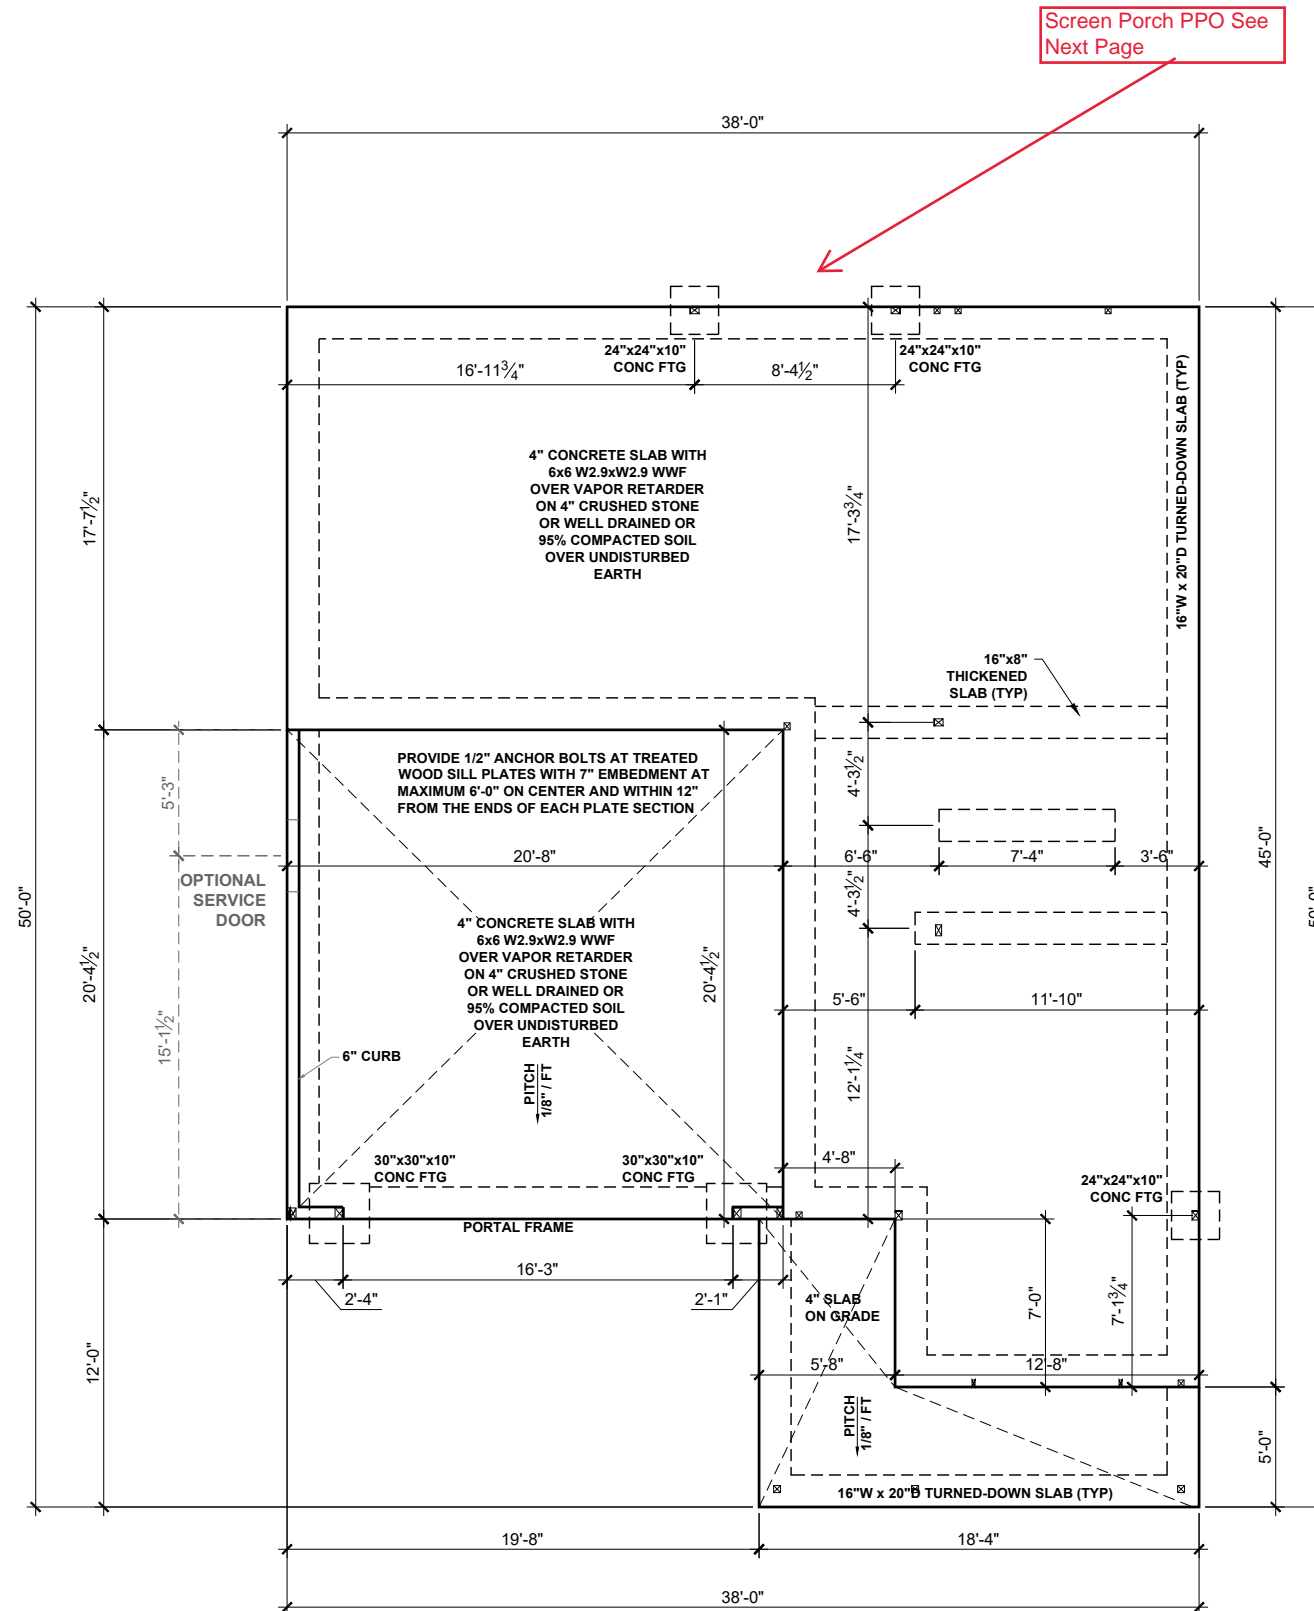 Screen Porch PPO See
Next Page
38'-0"
24"x24"x10"
CONC FTG
24"x24"x10"
CONC FTG
16'-11¾"
8'-4½"
16"W x 20"D TURNED-DOWN SLAB (TYP)
4" CONCRETE SLAB WITH
6x6 W2.9xW2.9 WWF
OVER VAPOR RETARDER
ON 4" CRUSHED STONE
OR WELL DRAINED OR
95% COMPACTED SOIL
OVER UNDISTURBED
EARTH
17'-7½"
17'-3¾"
16"x8"
THICKENED
SLAB (TYP)
PROVIDE 1/2" ANCHOR BOLTS AT TREATED
WOOD SILL PLATES WITH 7" EMBEDMENT AT
MAXIMUM 6'-0" ON CENTER AND WITHIN 12"
FROM THE ENDS OF EACH PLATE SECTION
5'-3"
4'-3½"
20'-8"
6'-6"
7'-4"
3'-6"
45'-0"
OPTIONAL
SERVICE
DOOR
50'-0"
50'-0"
4'-3½"
4" CONCRETE SLAB WITH
6x6 W2.9xW2.9 WWF
OVER VAPOR RETARDER
ON 4" CRUSHED STONE
OR WELL DRAINED OR
95% COMPACTED SOIL
OVER UNDISTURBED
EARTH
20'-4½"
20'-4½"
5'-6"
11'-10"
15'-1½"
6" CURB
12'-1¼"
PITCH
1/8" / FT
30"x30"x10"
CONC FTG
30"x30"x10"
CONC FTG
4'-8"
24"x24"x10"
CONC FTG
PORTAL FRAME
16'-3"
2'-4"
2'-1"
4" SLAB
ON GRADE
7'-0"
7'-1¾"
12'-0"
5'-8"
12'-8"
PITCH
1/8" / FT
5'-0"
16"W x 20"D TURNED-DOWN SLAB (TYP)
19'-8"
18'-4"
38'-0"